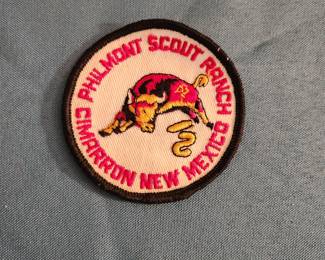 PHILMONT SCOUT RANCH
CIMARRON NEW MEXICO